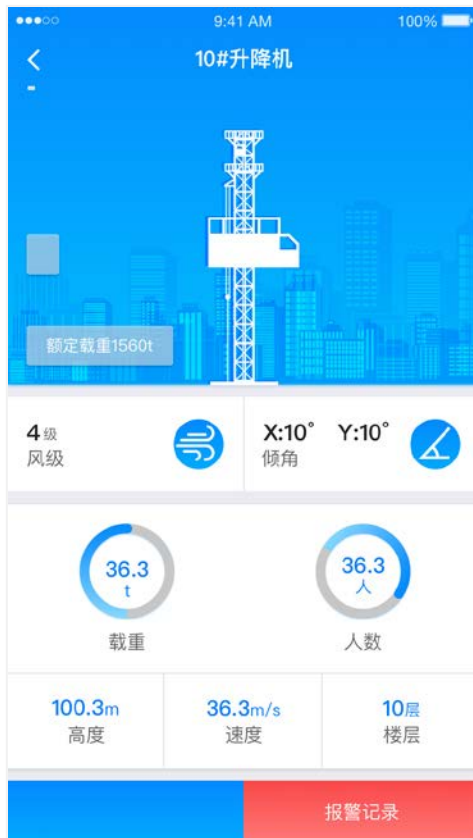 9:41 AM
100%
10#升降机
-
额定载重1560t
4级
风级
X:10° Y:10°
倾角
36.3
t
载重
36.3
人
人数
100.3m
高度
36.3m/s
速度
10层
楼层
报警记录